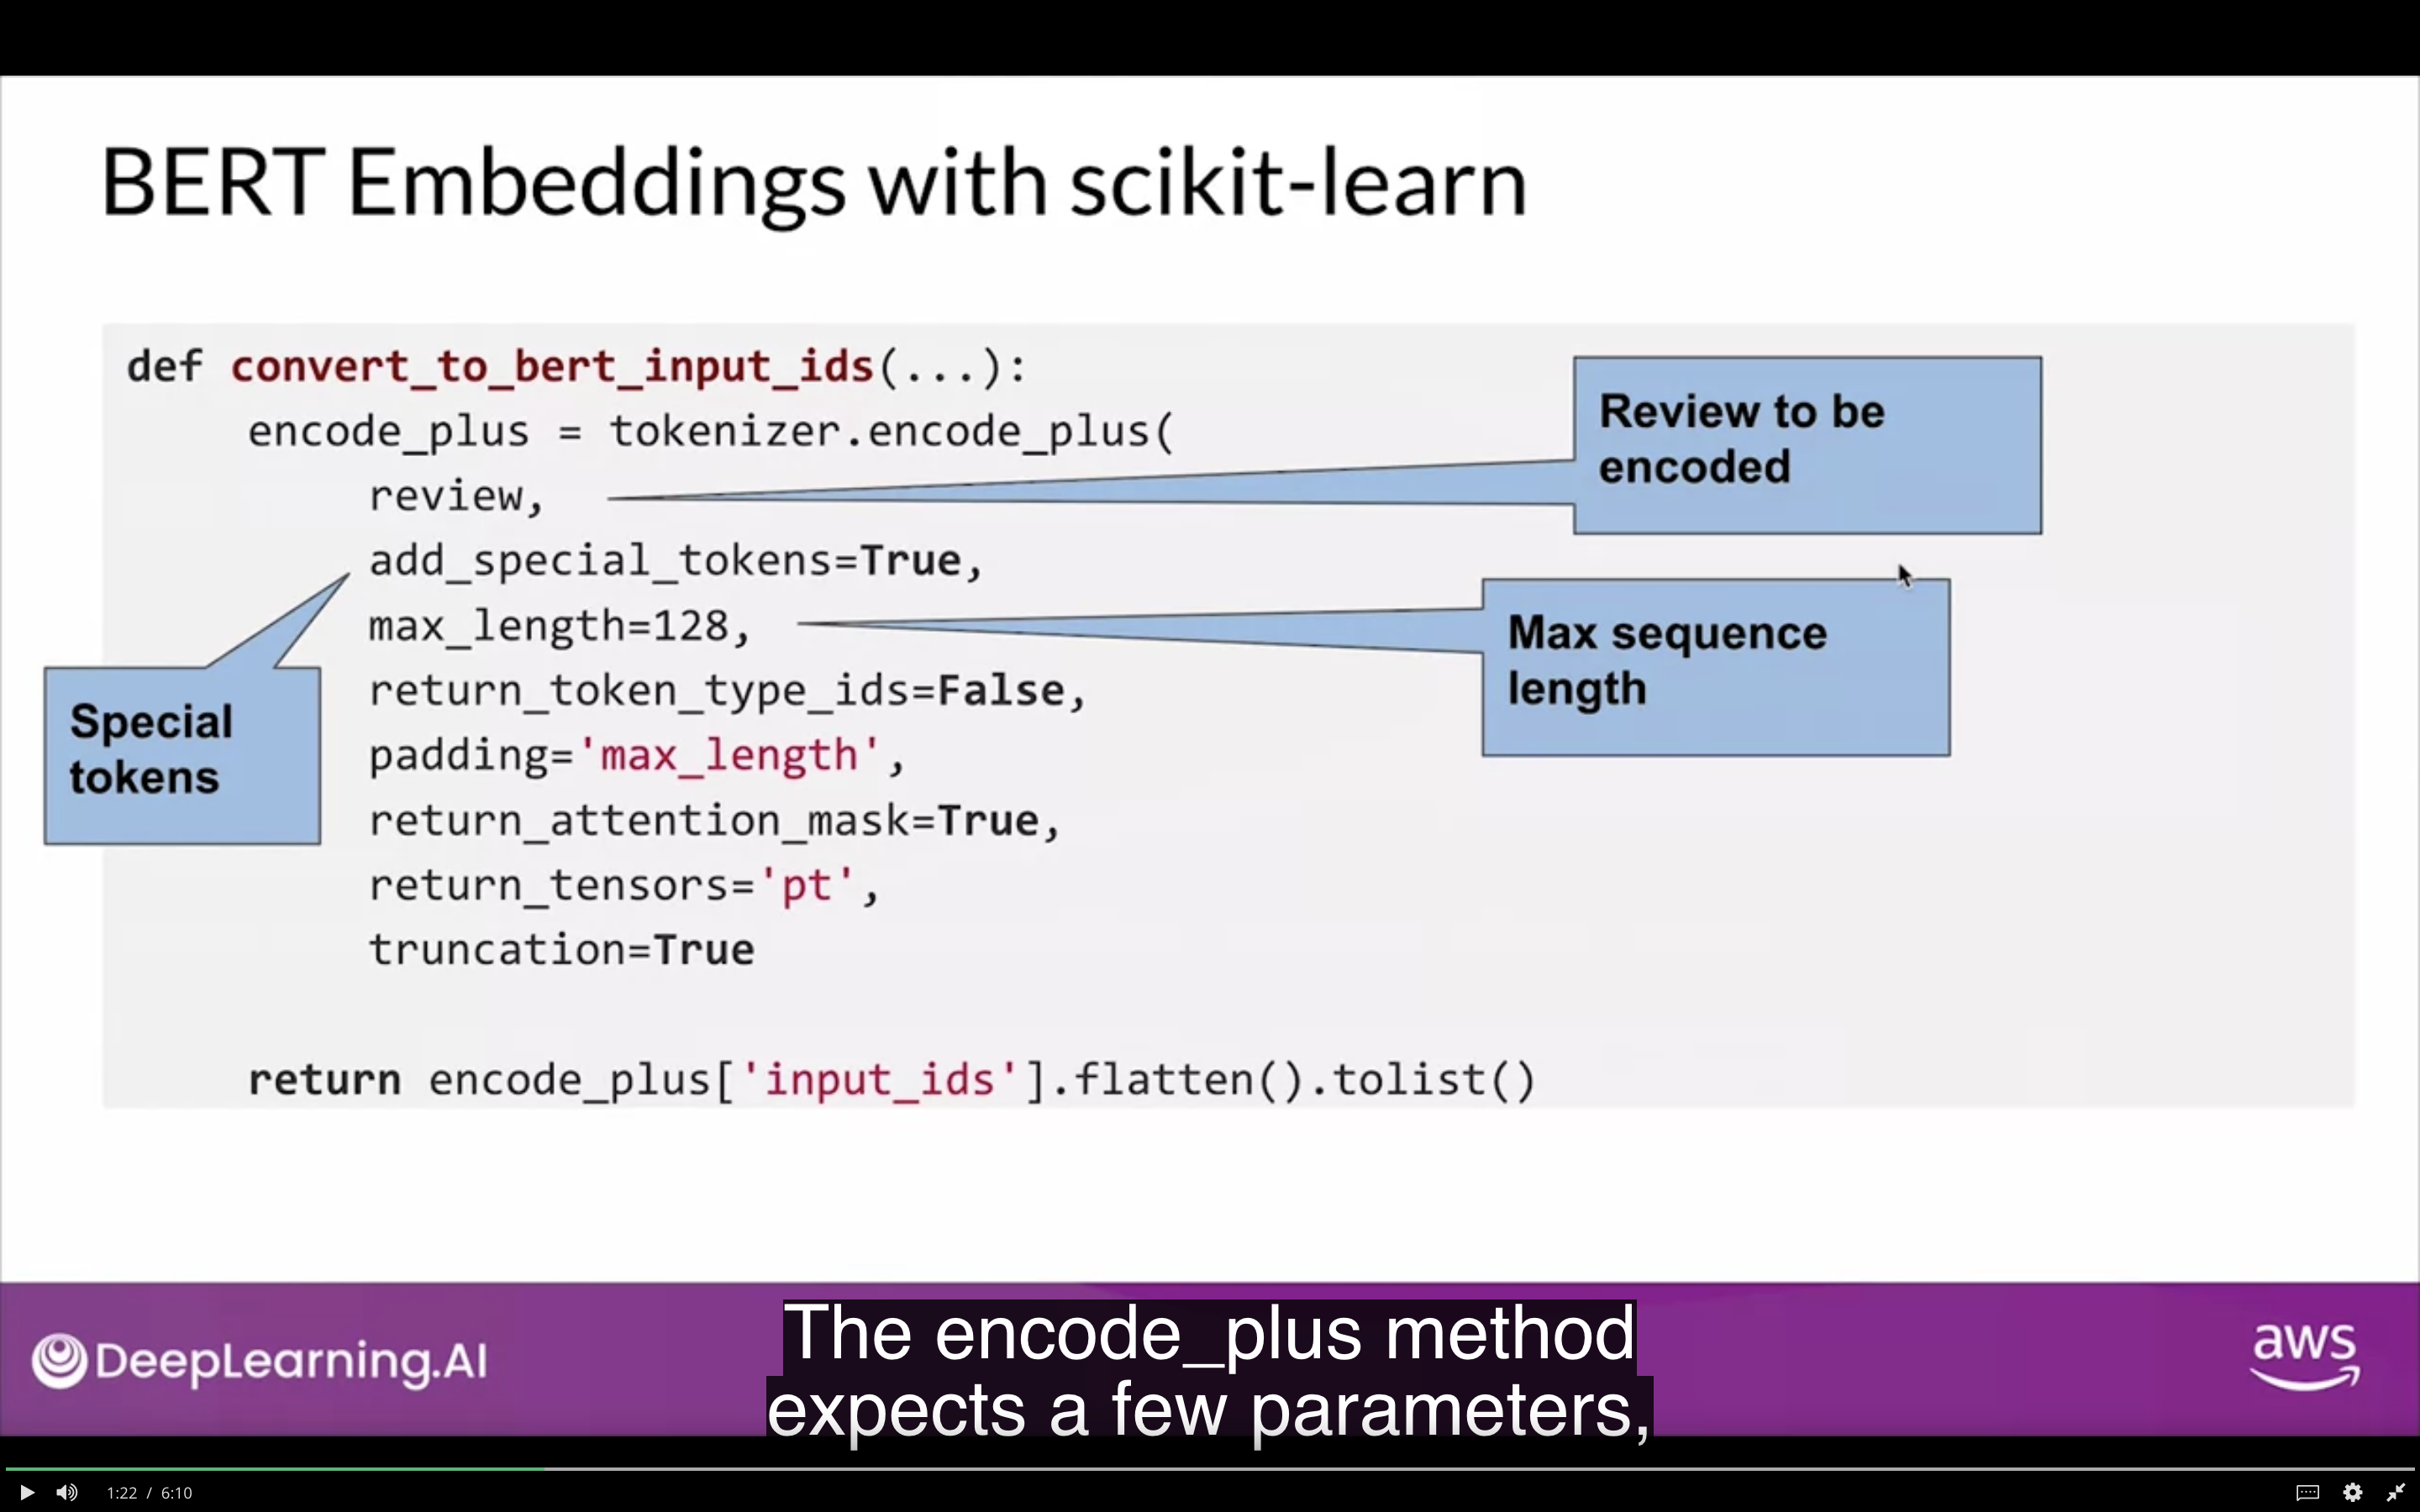 BERT Embeddings with scikit-learn
def convert_to_bert_input_ids(...):
encode_plus = tokenizer.encode_plus(
review,
add_special_tokens=True,
max_length=128,
return_token_type_ids=False,
padding='max_length',
return_attention_mask=True,
return_tensors='pt',
truncation=True
return encode_plus['input_ids'].flatten().tolist()
Review to be
encoded
Max sequence
length
Special
tokens
DeepLearning.AI
The encode_plus method
expects a few parameters,
aws
1:22 / 6:10